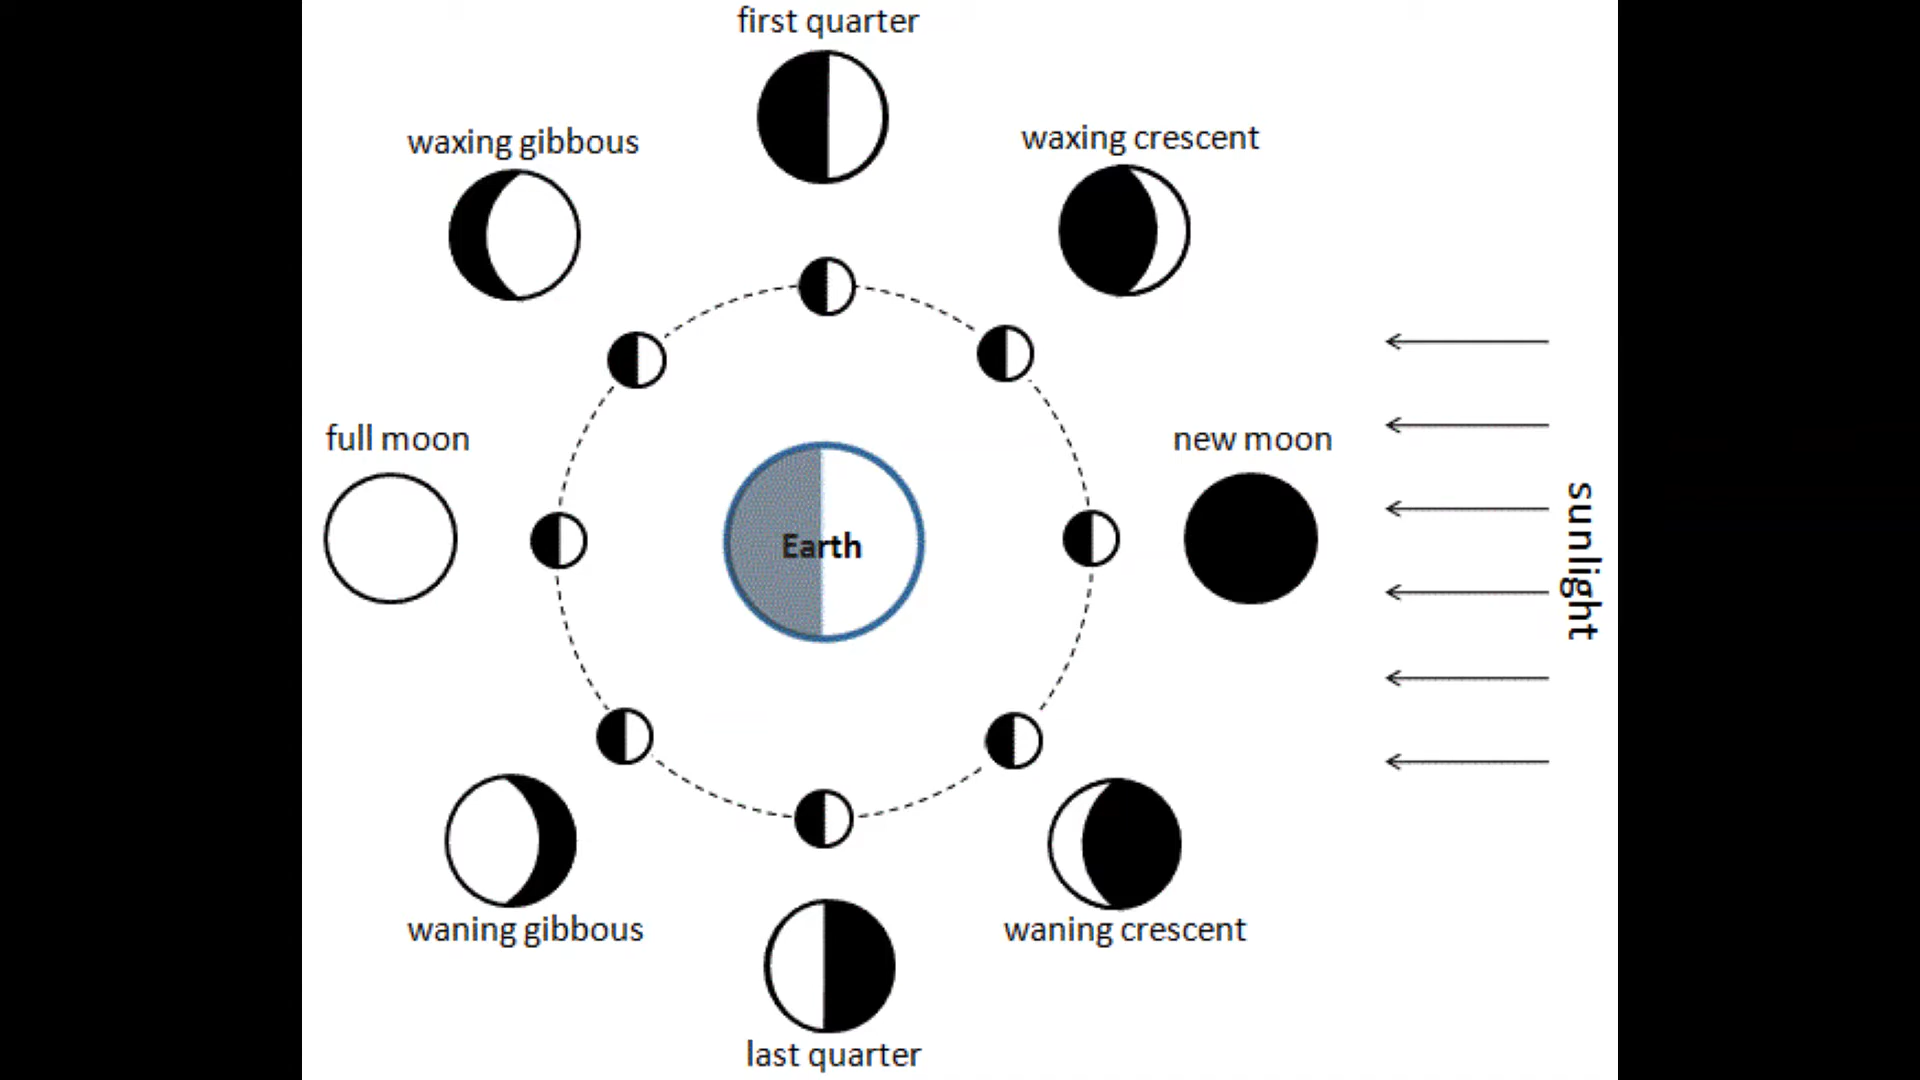 first quarter
waxing gibbous
waxing crescent
full moon
new moon
sunlight
Earth
waning gibbous
waning crescent
last quarter